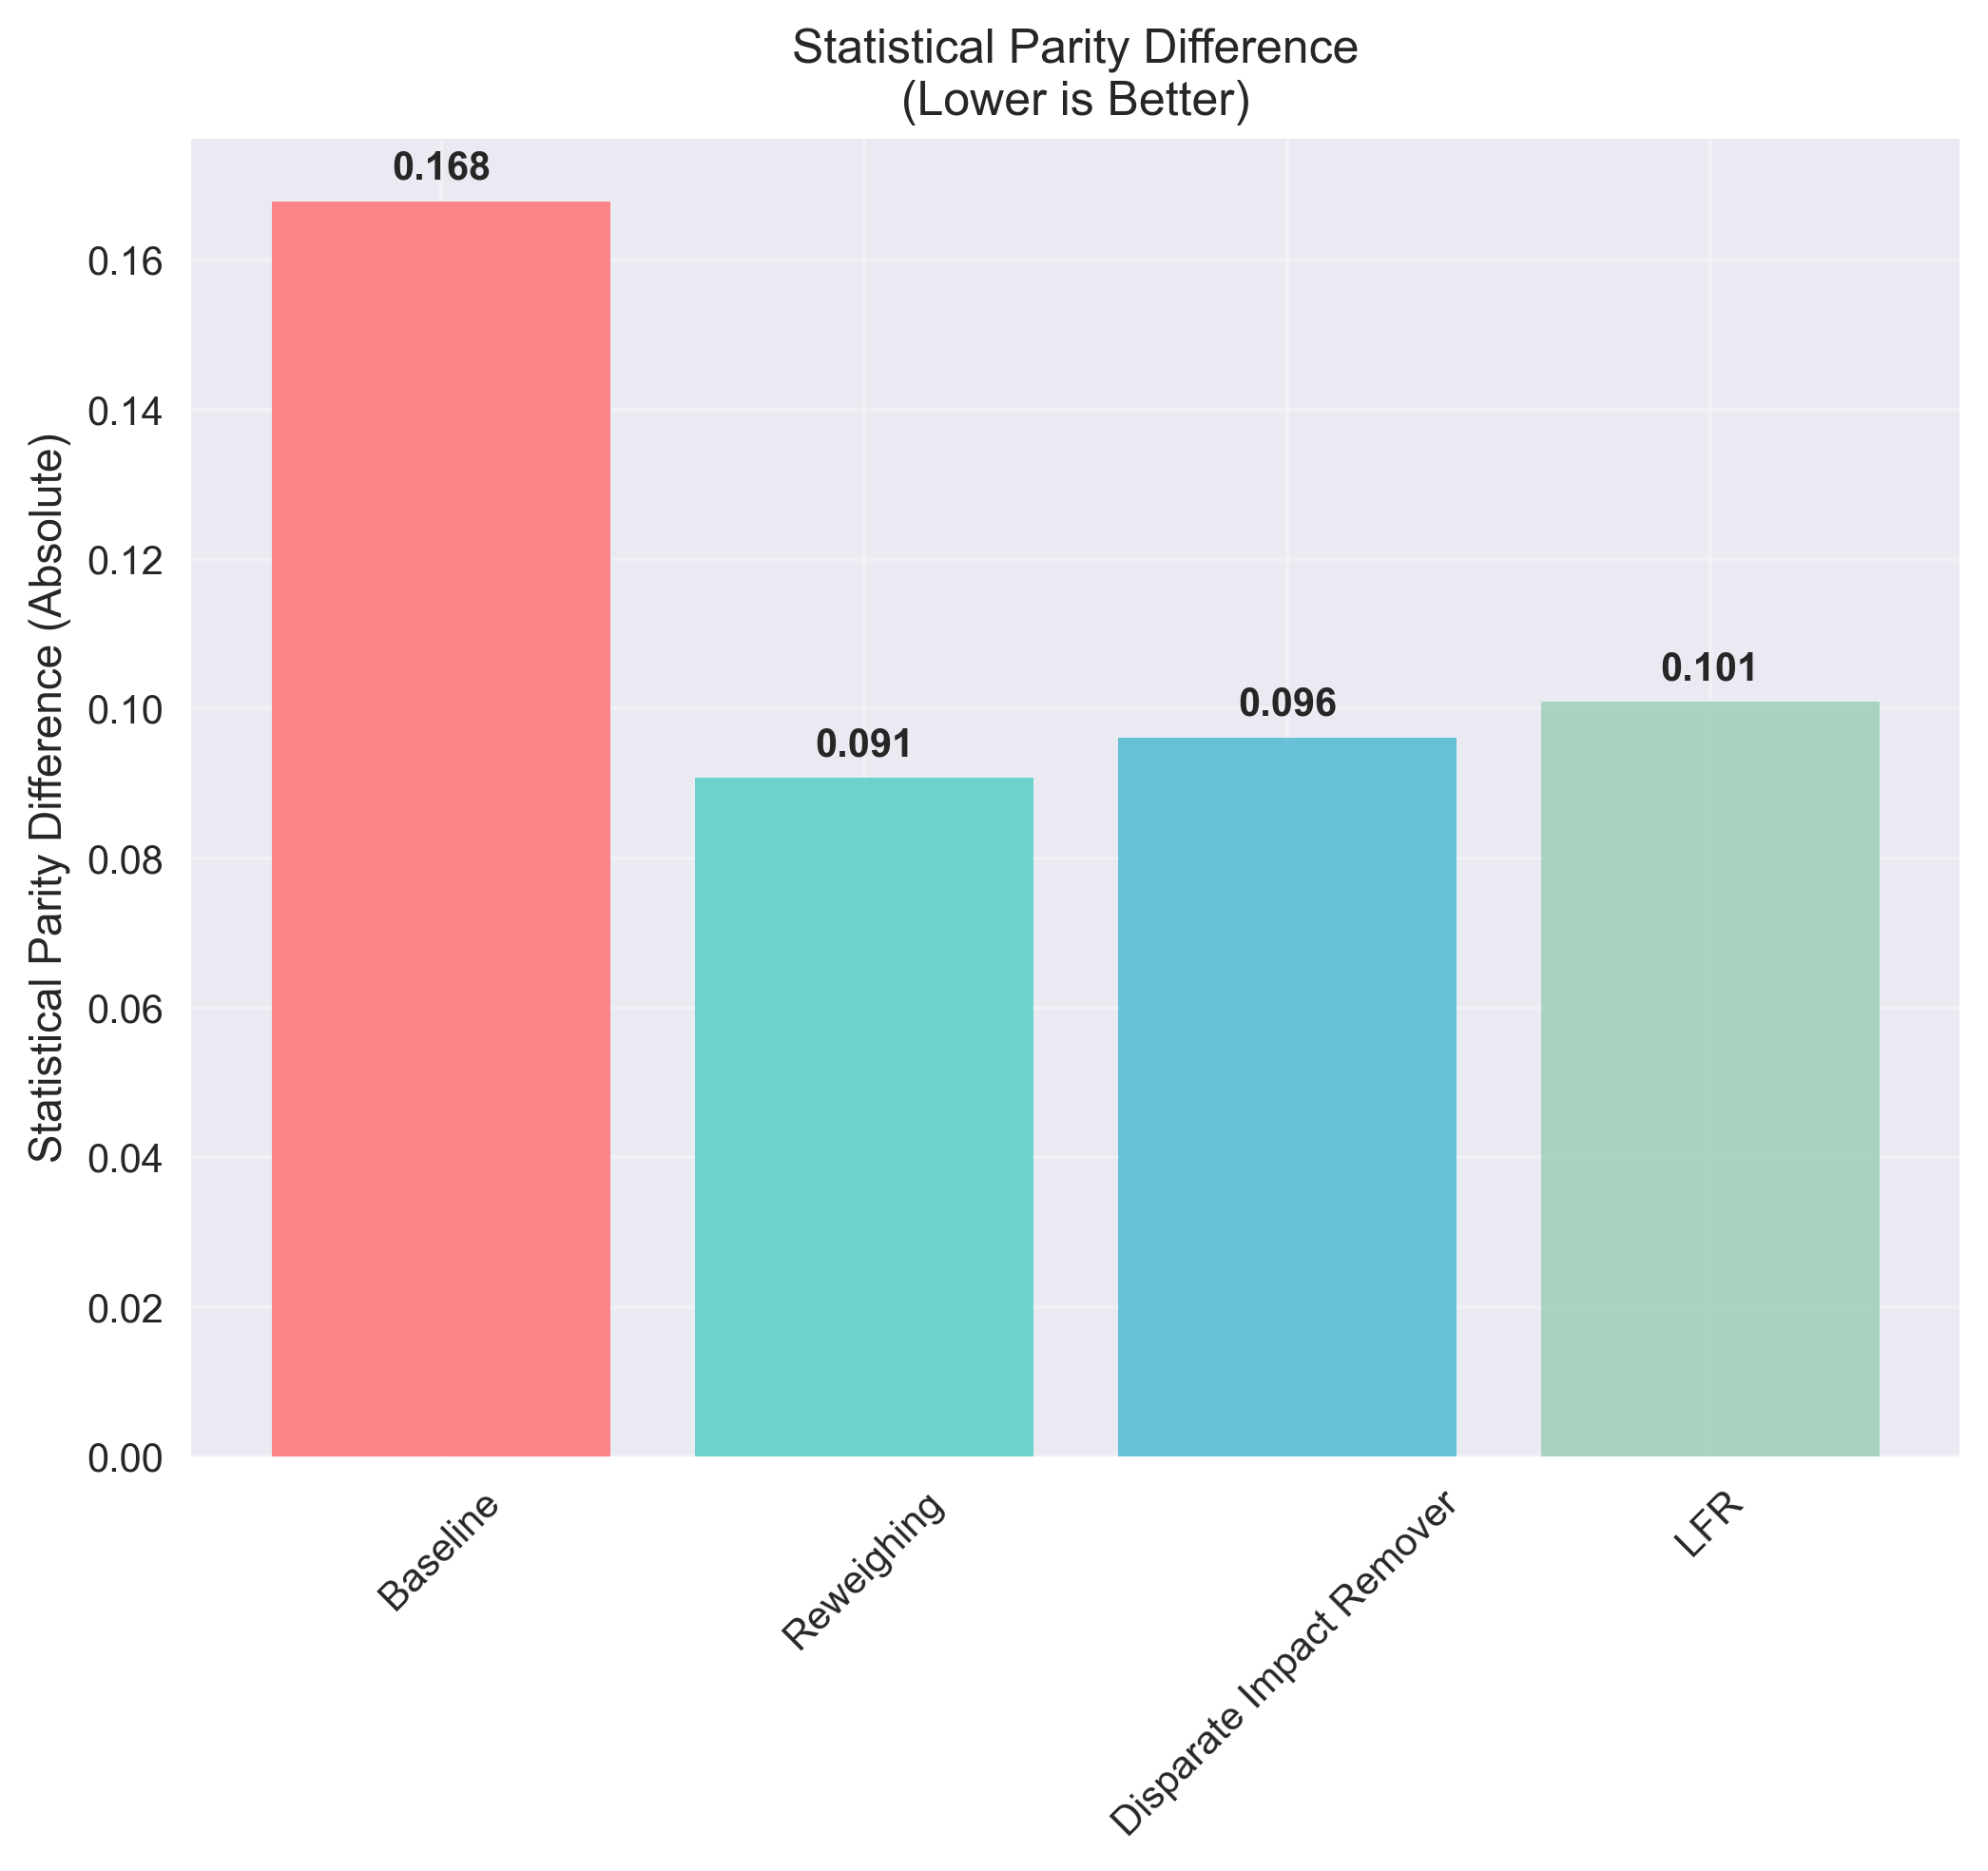 Statistical Parity Difference
(Lower is Better)
Statistical Parity Difference (Absolute)
0.16
0.14
0.12
0.10
0.08
0.06
0.04
0.02
0.00
0.168
0.091
0.096
0.101
Baseline
Reweighing
Disparate Impact Remover
LFR